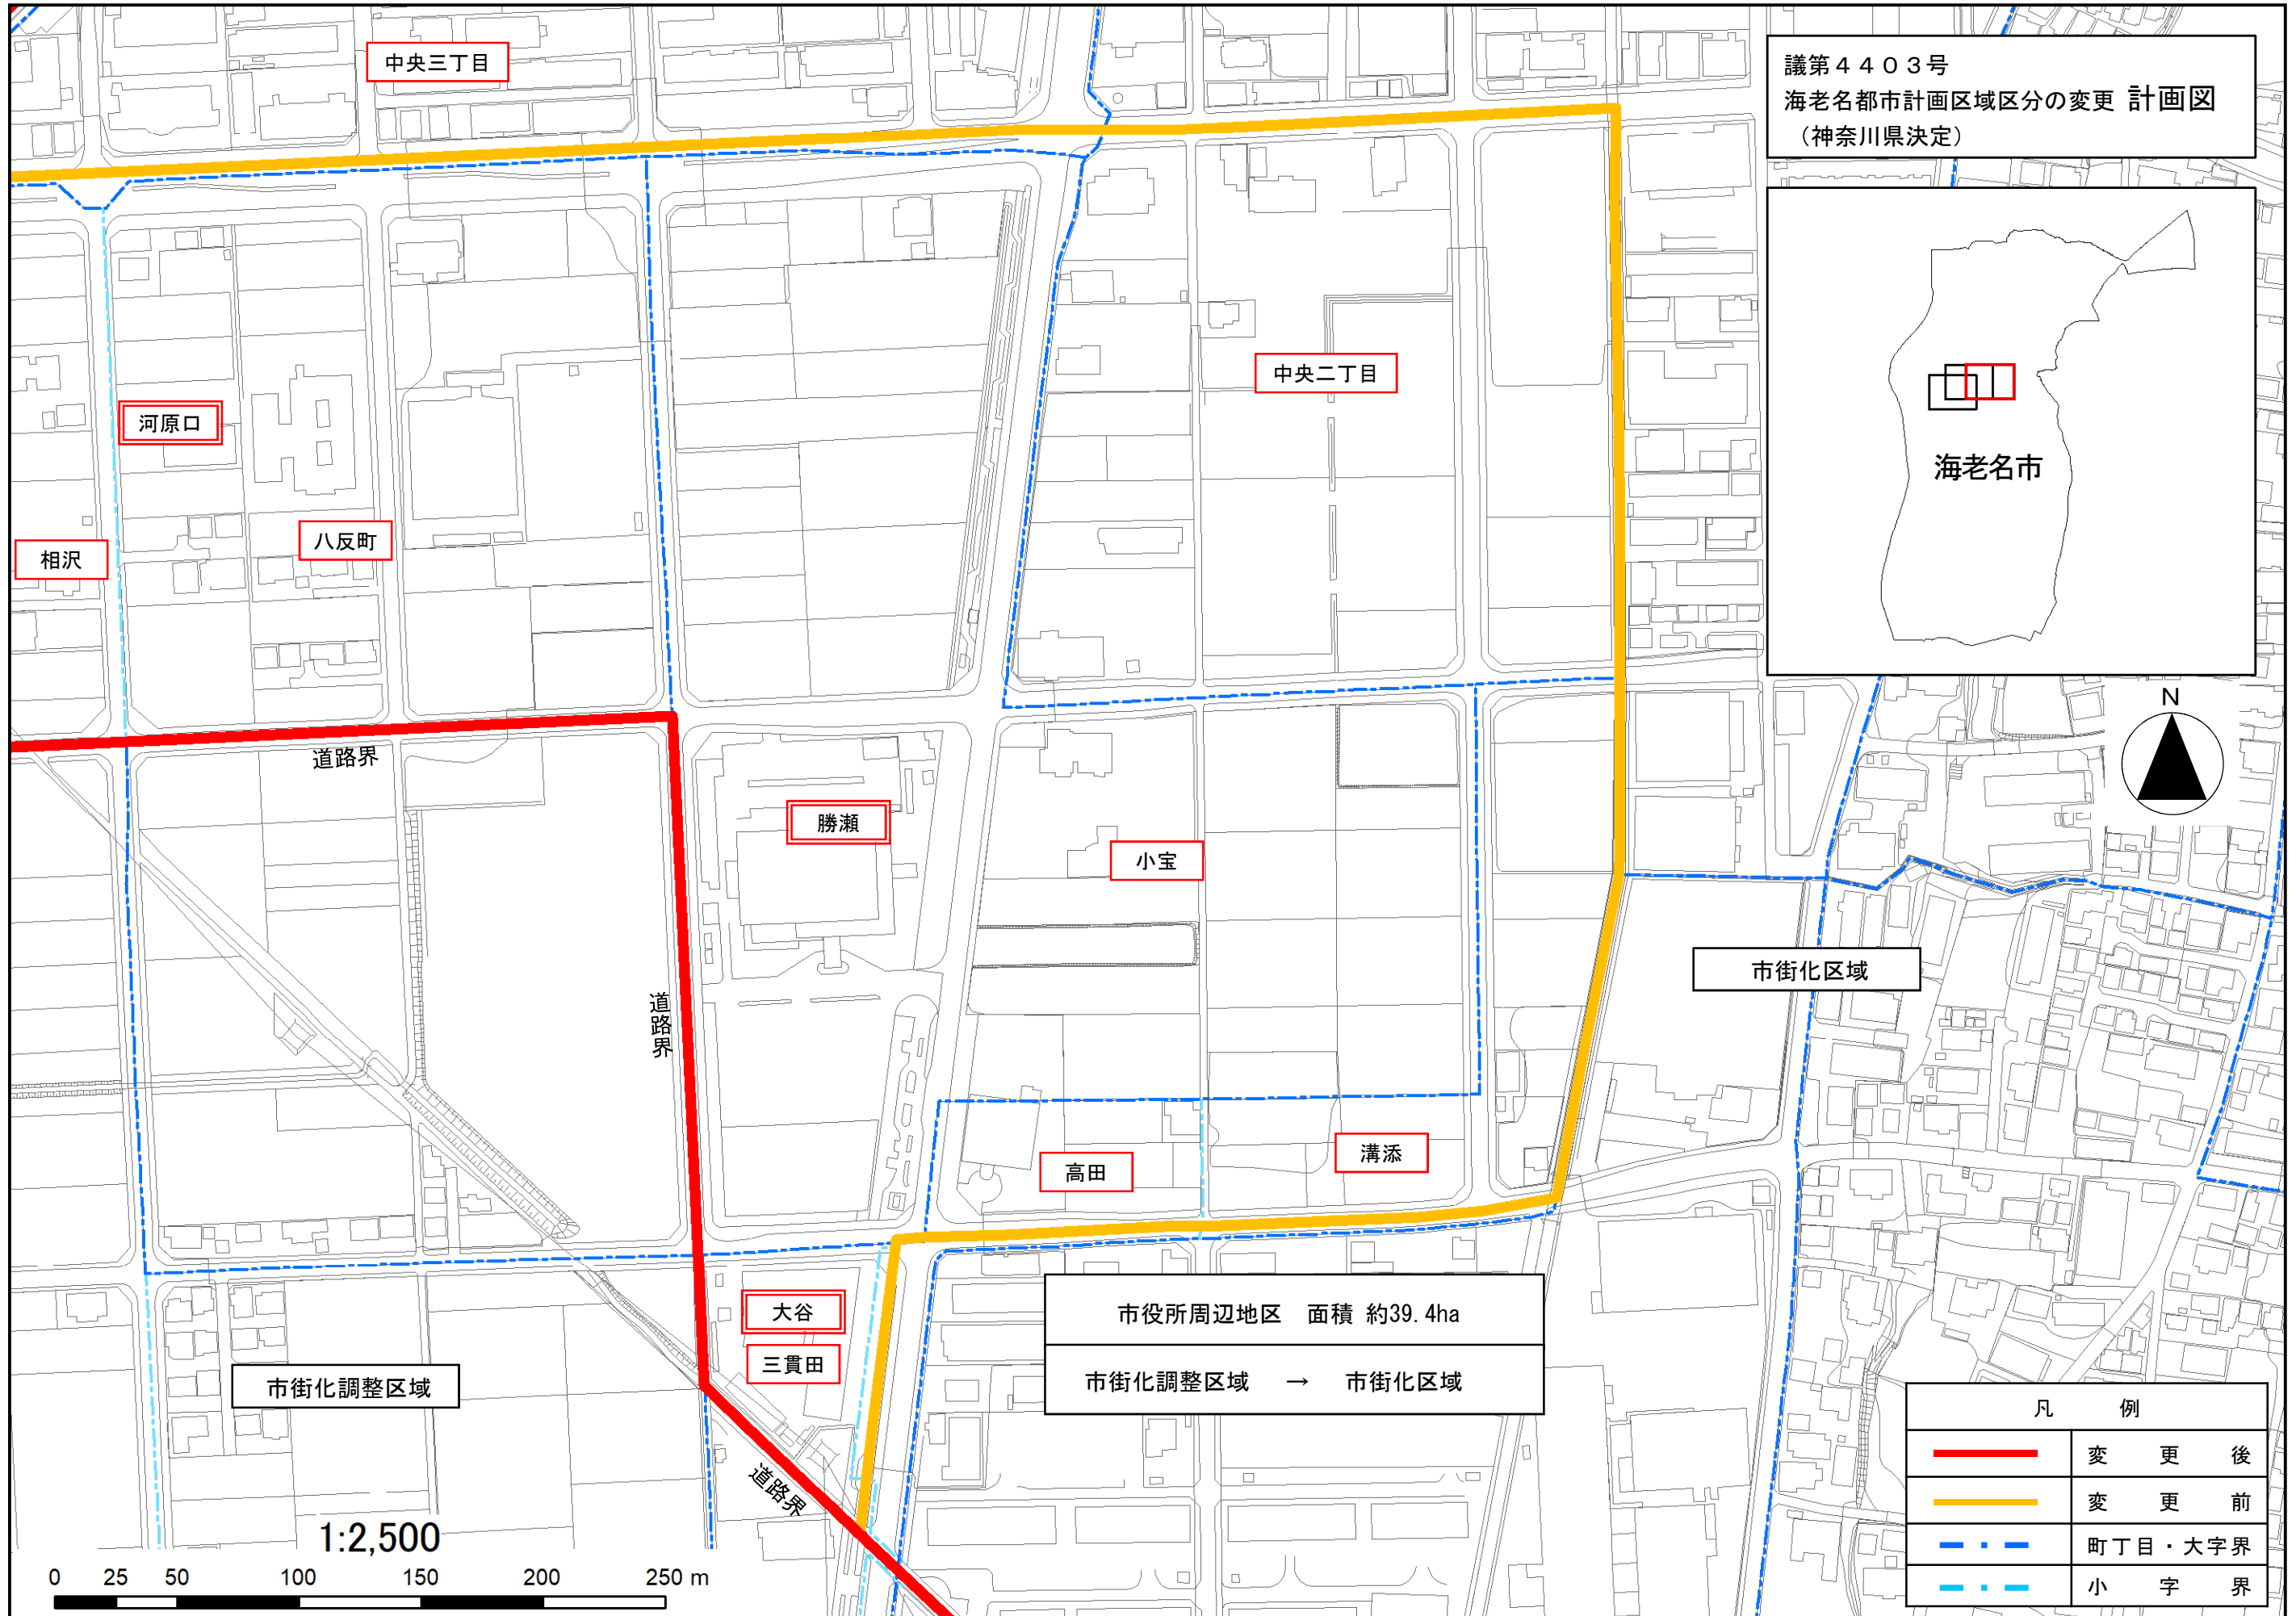 議第４４０３号
海老名都市計画区域区分の変更 計画図
（神奈川県決定）
中央三丁目
海老名市
中央二丁目
河原口
相沢
八反町
N
道路界
勝瀬
小宝
市街化区域
道路界
高田
溝添
大谷
三貫田
市役所周辺地区 面積 約39.4ha
市街化調整区域 → 市街化区域
市街化調整区域
道路界
1:2,500
0 25 50 100 150 200 250 m
凡 例
変 更 後
変 更 前
町丁目・大字界
小 字 界